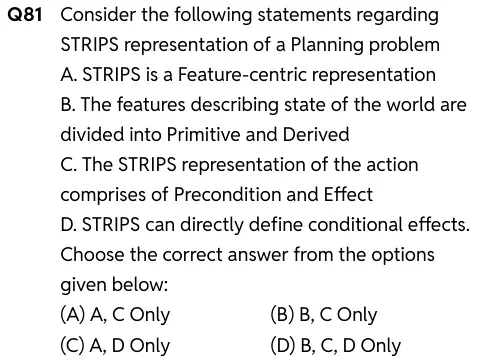 Q81 Consider the following statements regarding
STRIPS representation of a Planning problem
A. STRIPS is a Feature-centric representation
B. The features describing state of the world are
divided into Primitive and Derived
C. The STRIPS representation of the action
comprises of Precondition and Effect
D. STRIPS can directly define conditional effects.
Choose the correct answer from the options
given below:
(A) A, C Only (B) B, C Only
(C) A, D Only (D) B, C, D Only